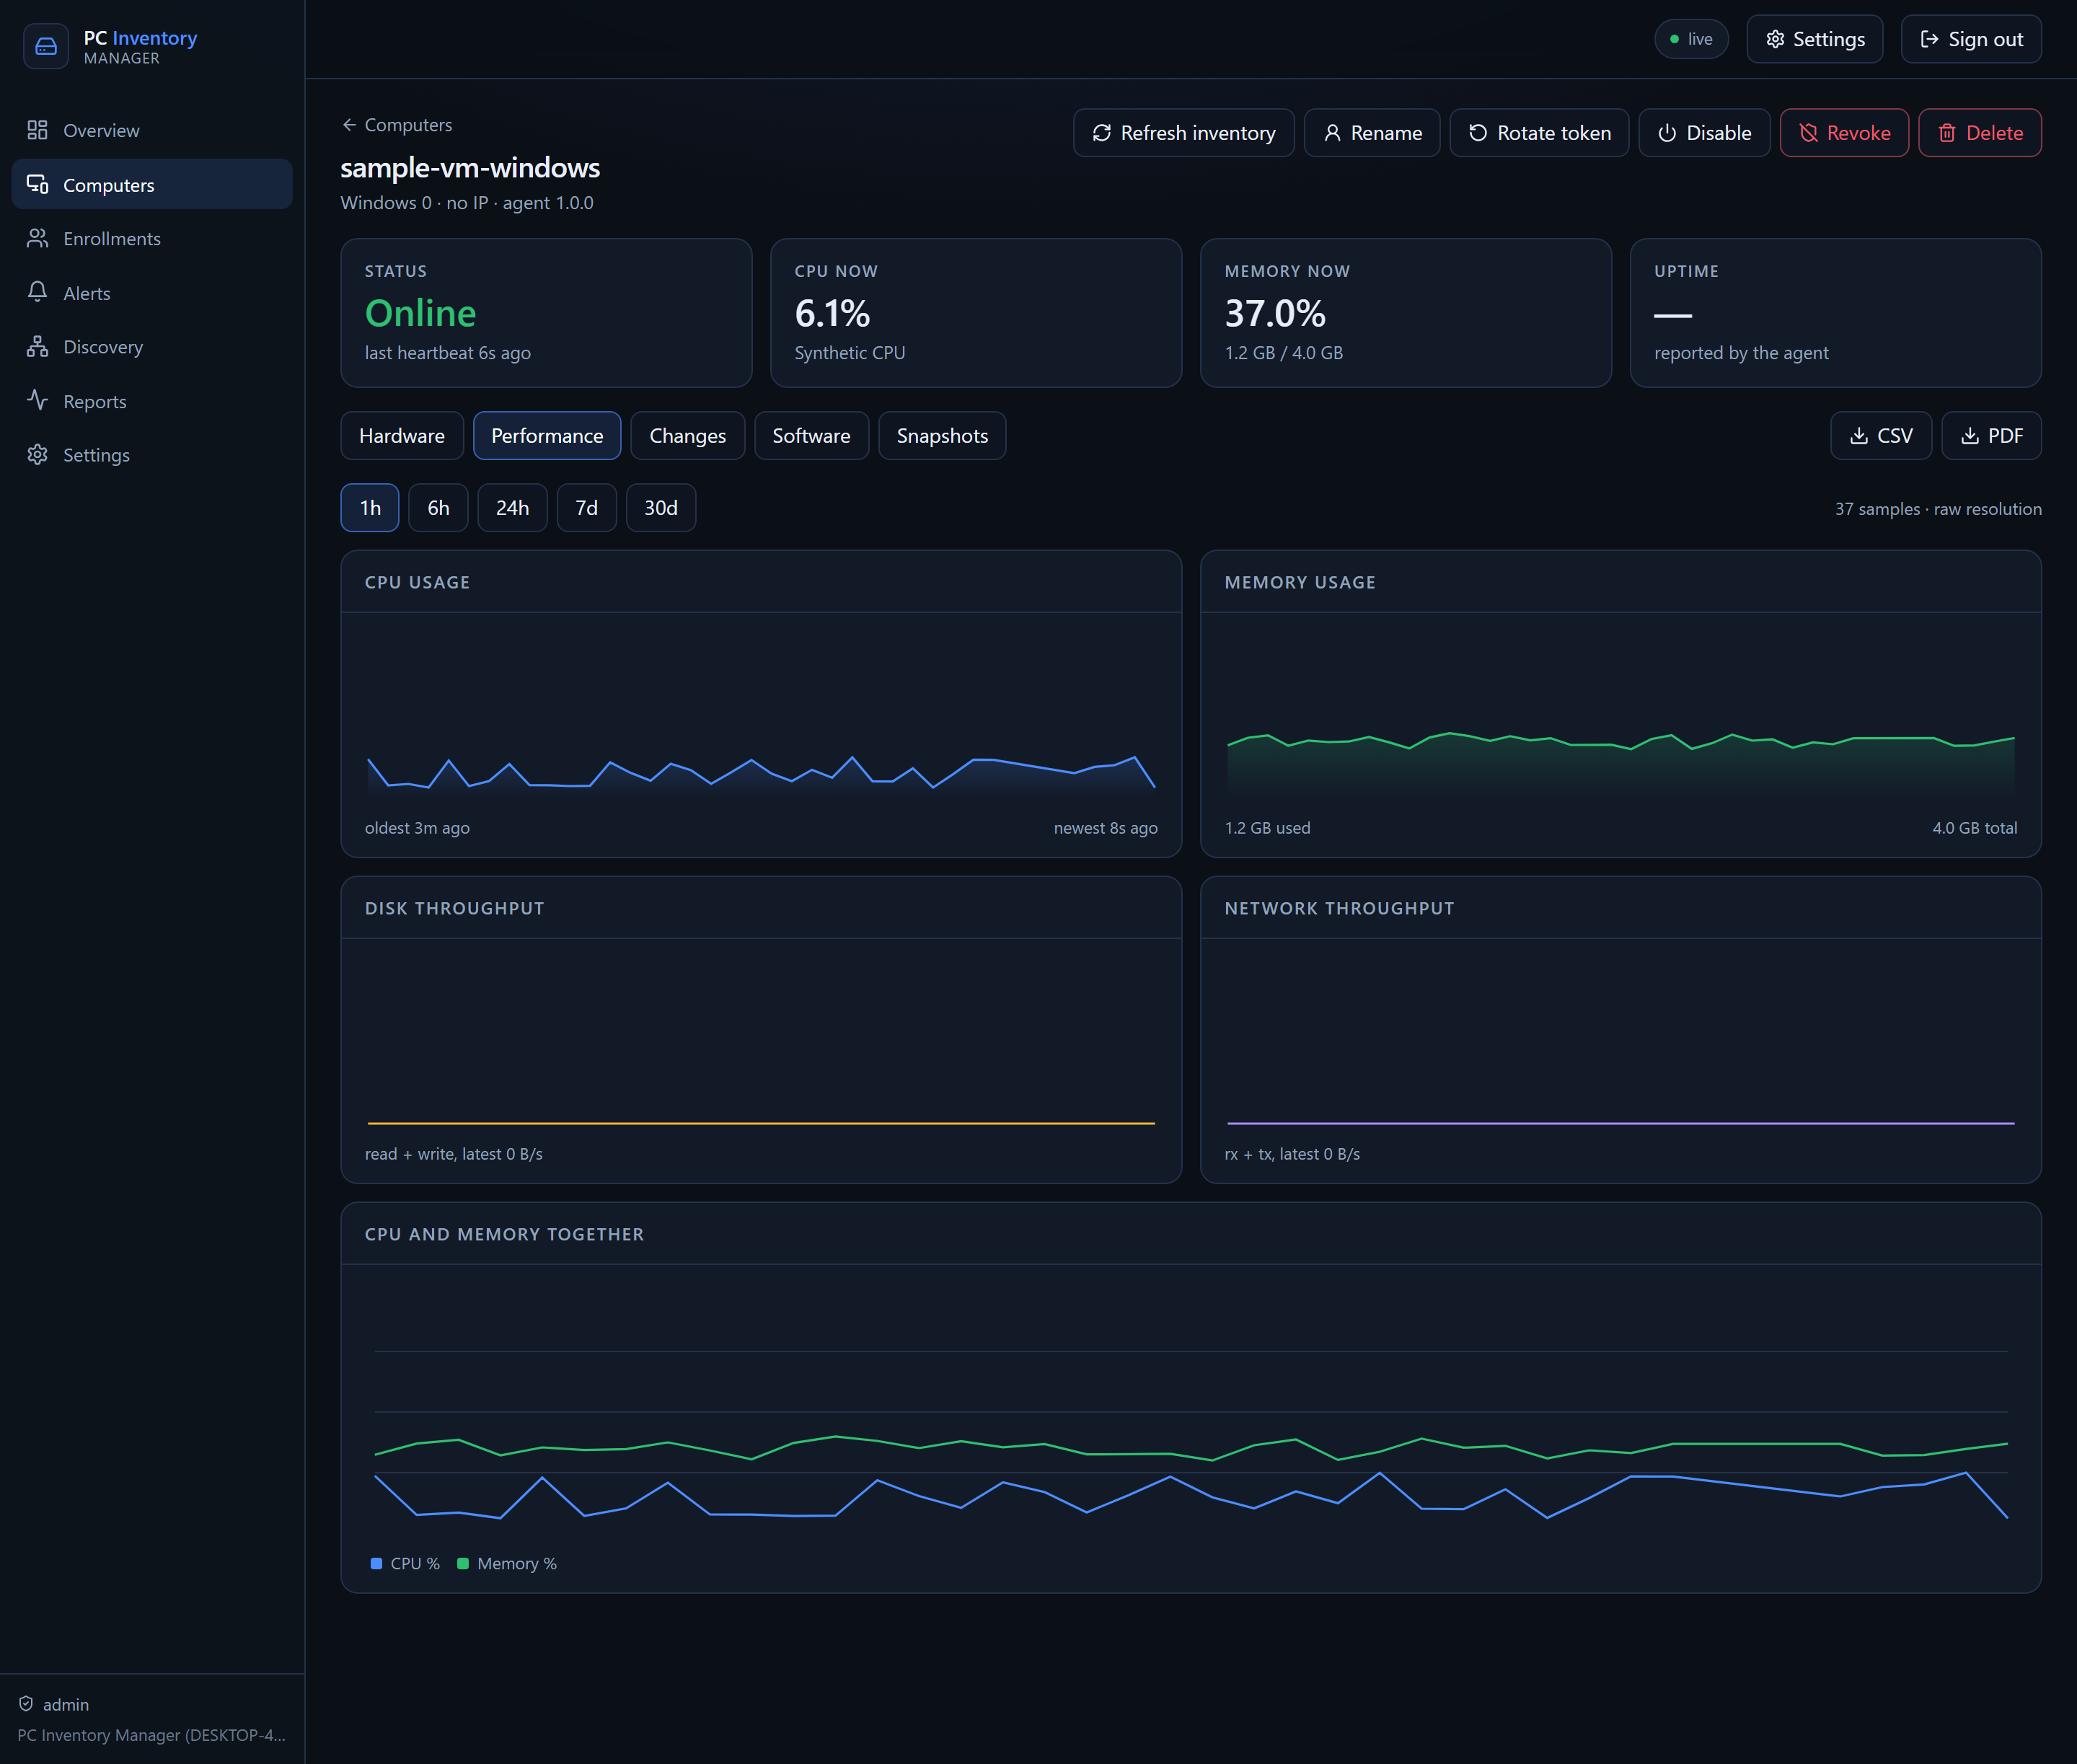 PC Inventory
MANAGER
live
Settings
Sign out
Overview
Computers
Enrollments
Alerts
Discovery
Reports
Settings
Computers
Refresh inventory
Rename
Rotate token
Disable
Revoke
Delete
sample-vm-windows
Windows 0 · no IP · agent 1.0.0
STATUS
Online
last heartbeat 6s ago
CPU NOW
6.1%
Synthetic CPU
MEMORY NOW
37.0%
1.2 GB / 4.0 GB
UPTIME
—
reported by the agent
Hardware
Performance
Changes
Software
Snapshots
CSV
PDF
1h
6h
24h
7d
30d
37 samples · raw resolution
CPU USAGE
oldest 3m ago
newest 8s ago
MEMORY USAGE
1.2 GB used
4.0 GB total
DISK THROUGHPUT
read + write, latest 0 B/s
NETWORK THROUGHPUT
rx + tx, latest 0 B/s
CPU AND MEMORY TOGETHER
CPU %
Memory %
admin
PC Inventory Manager (DESKTOP-4...